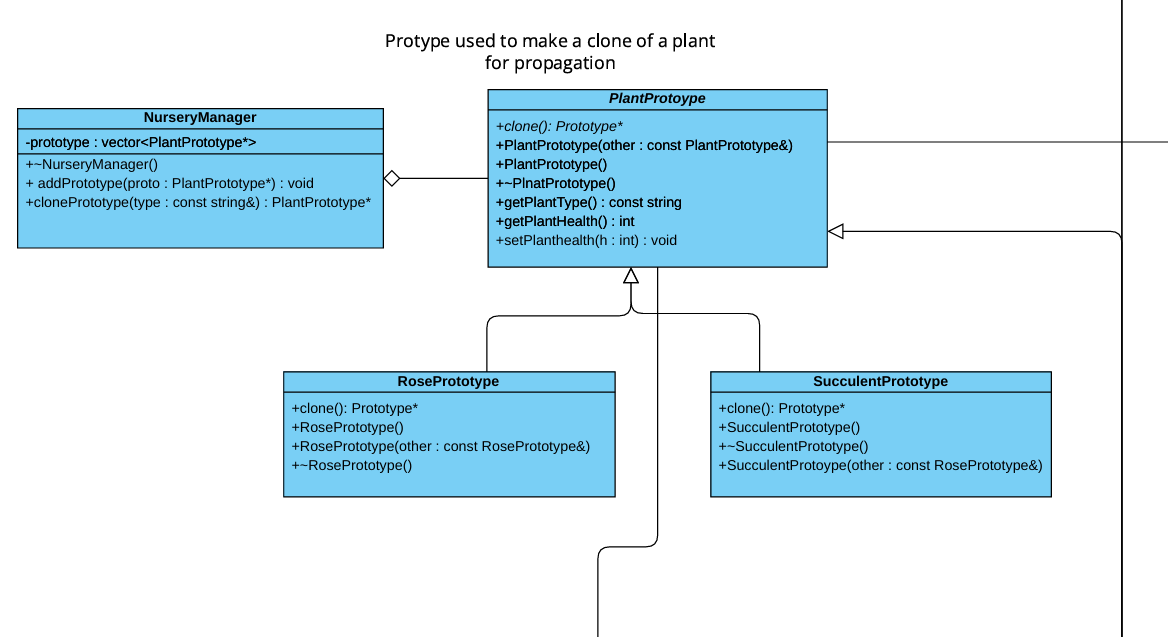 Protype used to make a clone of a plant
for propagation
NurseryManager
-prototype : vector<PlantPrototype*>
+~NurseryManager()
+ addPrototype(proto : PlantPrototype*) : void
+clonePrototype(type : const string&) : PlantPrototype*
PlantProtoype
+clone(): Prototype*
+PlantPrototype(other : const PlantPrototype&)
+PlantPrototype()
+~PlnatPrototype()
+getPlantType() : const string
+getPlantHealth() : int
+setPlanthealth(h : int) : void
RosePrototype
+clone(): Prototype*
+RosePrototype()
+RosePrototype(other : const RosePrototype&)
+~RosePrototype()
SucculentPrototype
+clone(): Prototype*
+SucculentPrototype()
+~SucculentPrototype()
+SucculentProtoype(other : const RosePrototype&)